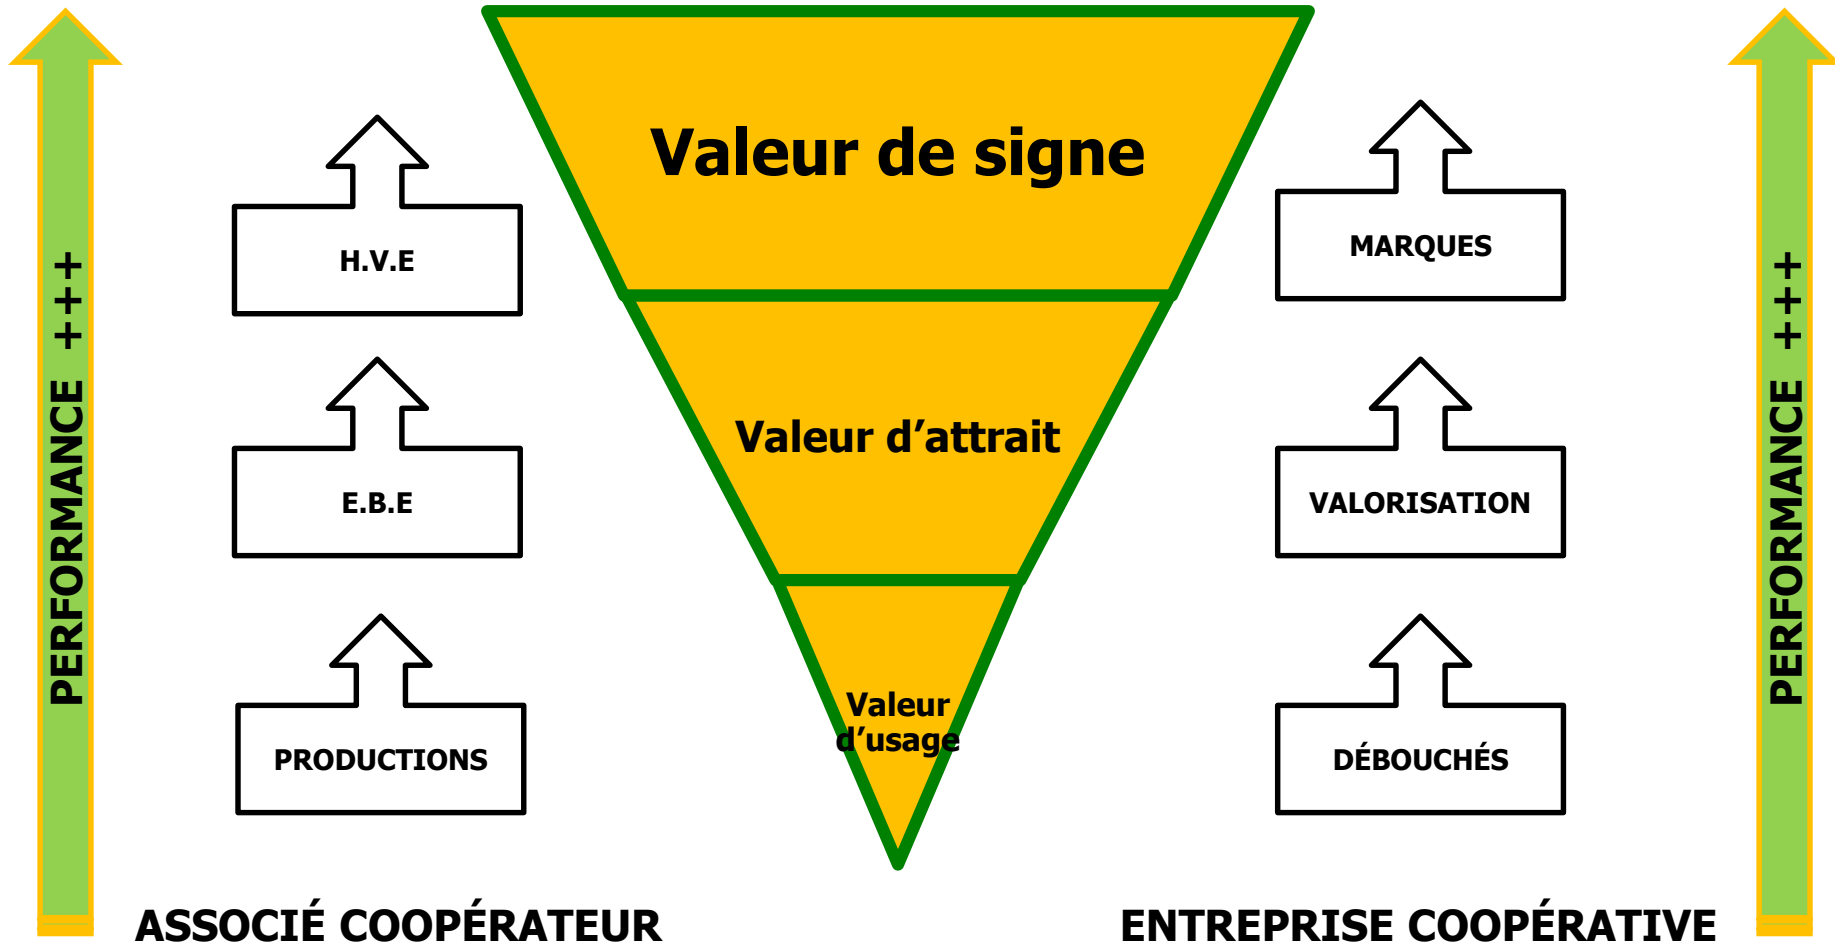 Valeur de signe
H.V.E
MARQUES
PERFORMANCE +++
PERFORMANCE +++
Valeur d’attrait
E.B.E
VALORISATION
Valeur
d’usage
PRODUCTIONS
DÉBOUCHÉS
ASSOCIÉ COOPÉRATEUR
ENTREPRISE COOPÉRATIVE